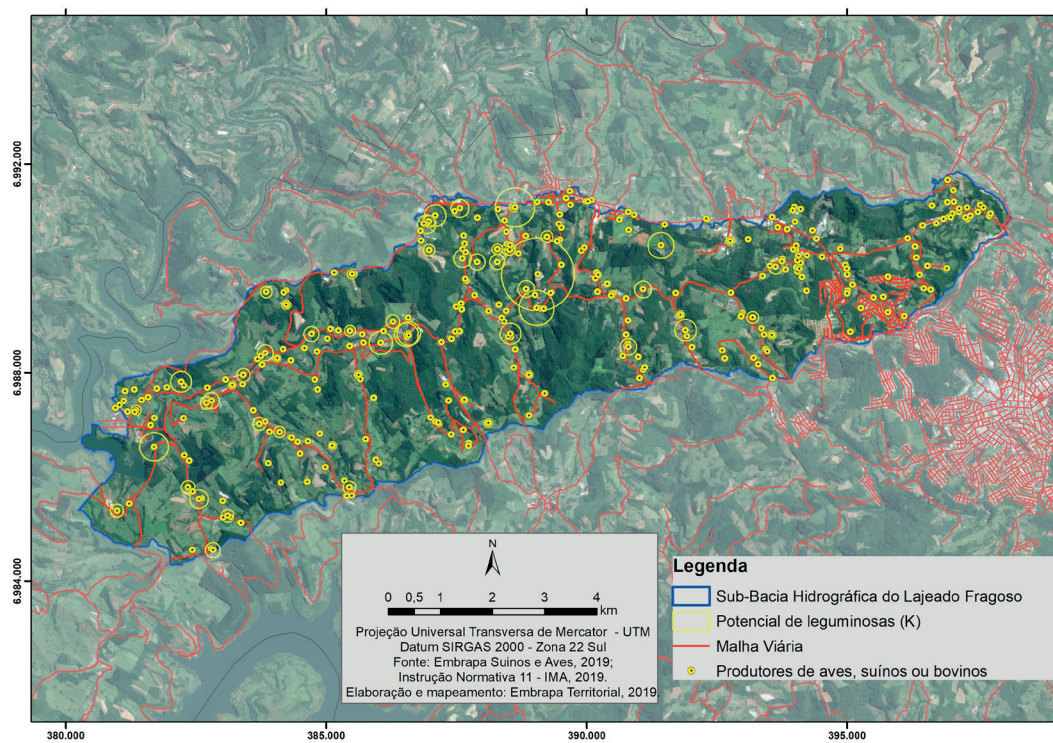 6.992.000
6.988.000
6.984.000
N
0 0,5 1 2 3 4
km
Projeção Universal Transversa de Mercator - UTM
Datum SIRGAS 2000 - Zona 22 Sul
Fonte: Embrapa Suinos e Aves, 2019;
Instrução Normativa 11 - IMA, 2019.
Elaboração e mapeamento: Embrapa Territorial, 2019.
Legenda
Sub-Bacia Hidrográfica do Lajeado Fragoso
Potencial de leguminosas (K)
Malha Viária
Produtores de aves, suínos ou bovinos
380.000 385.000 390.000 395.000